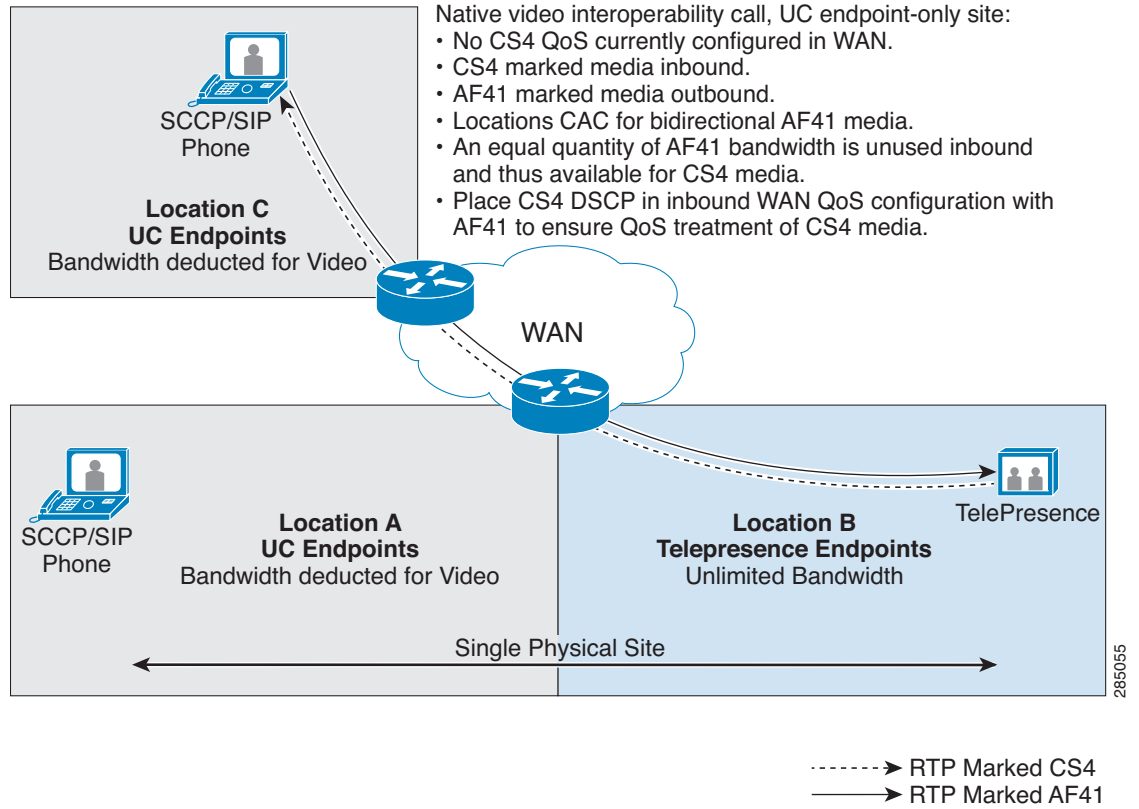 Native video interoperability call, UC endpoint-only site:
• No CS4 QoS currently configured in WAN.
• CS4 marked media inbound.
• AF41 marked media outbound.
• Locations CAC for bidirectional AF41 media.
• An equal quantity of AF41 bandwidth is unused inbound
and thus available for CS4 media.
• Place CS4 DSCP in inbound WAN QoS configuration with
AF41 to ensure QoS treatment of CS4 media.
SCCP/SIP
Phone
Location C
UC Endpoints
Bandwidth deducted for Video
WAN
SCCP/SIP
Phone
Location A
UC Endpoints
Bandwidth deducted for Video
Location B
Telepresence Endpoints
Unlimited Bandwidth
TelePresence
Single Physical Site
285055
RTP Marked CS4
RTP Marked AF41